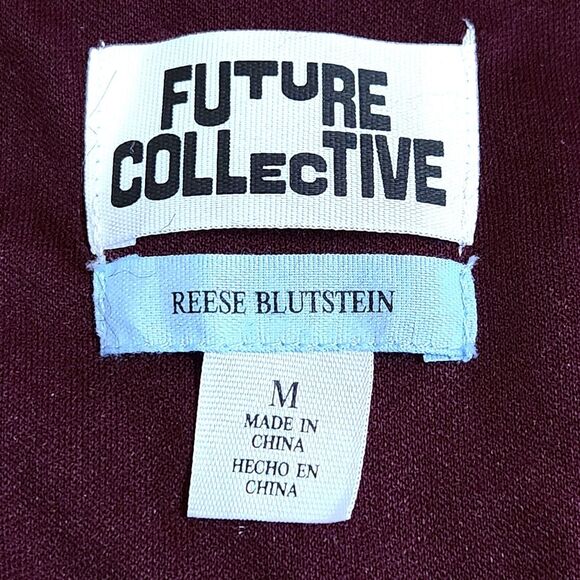 FUTURE
COLLECTIVE
REESE BLUTSTEIN
M
MADE IN
CHINA
HECHO EN
CHINA